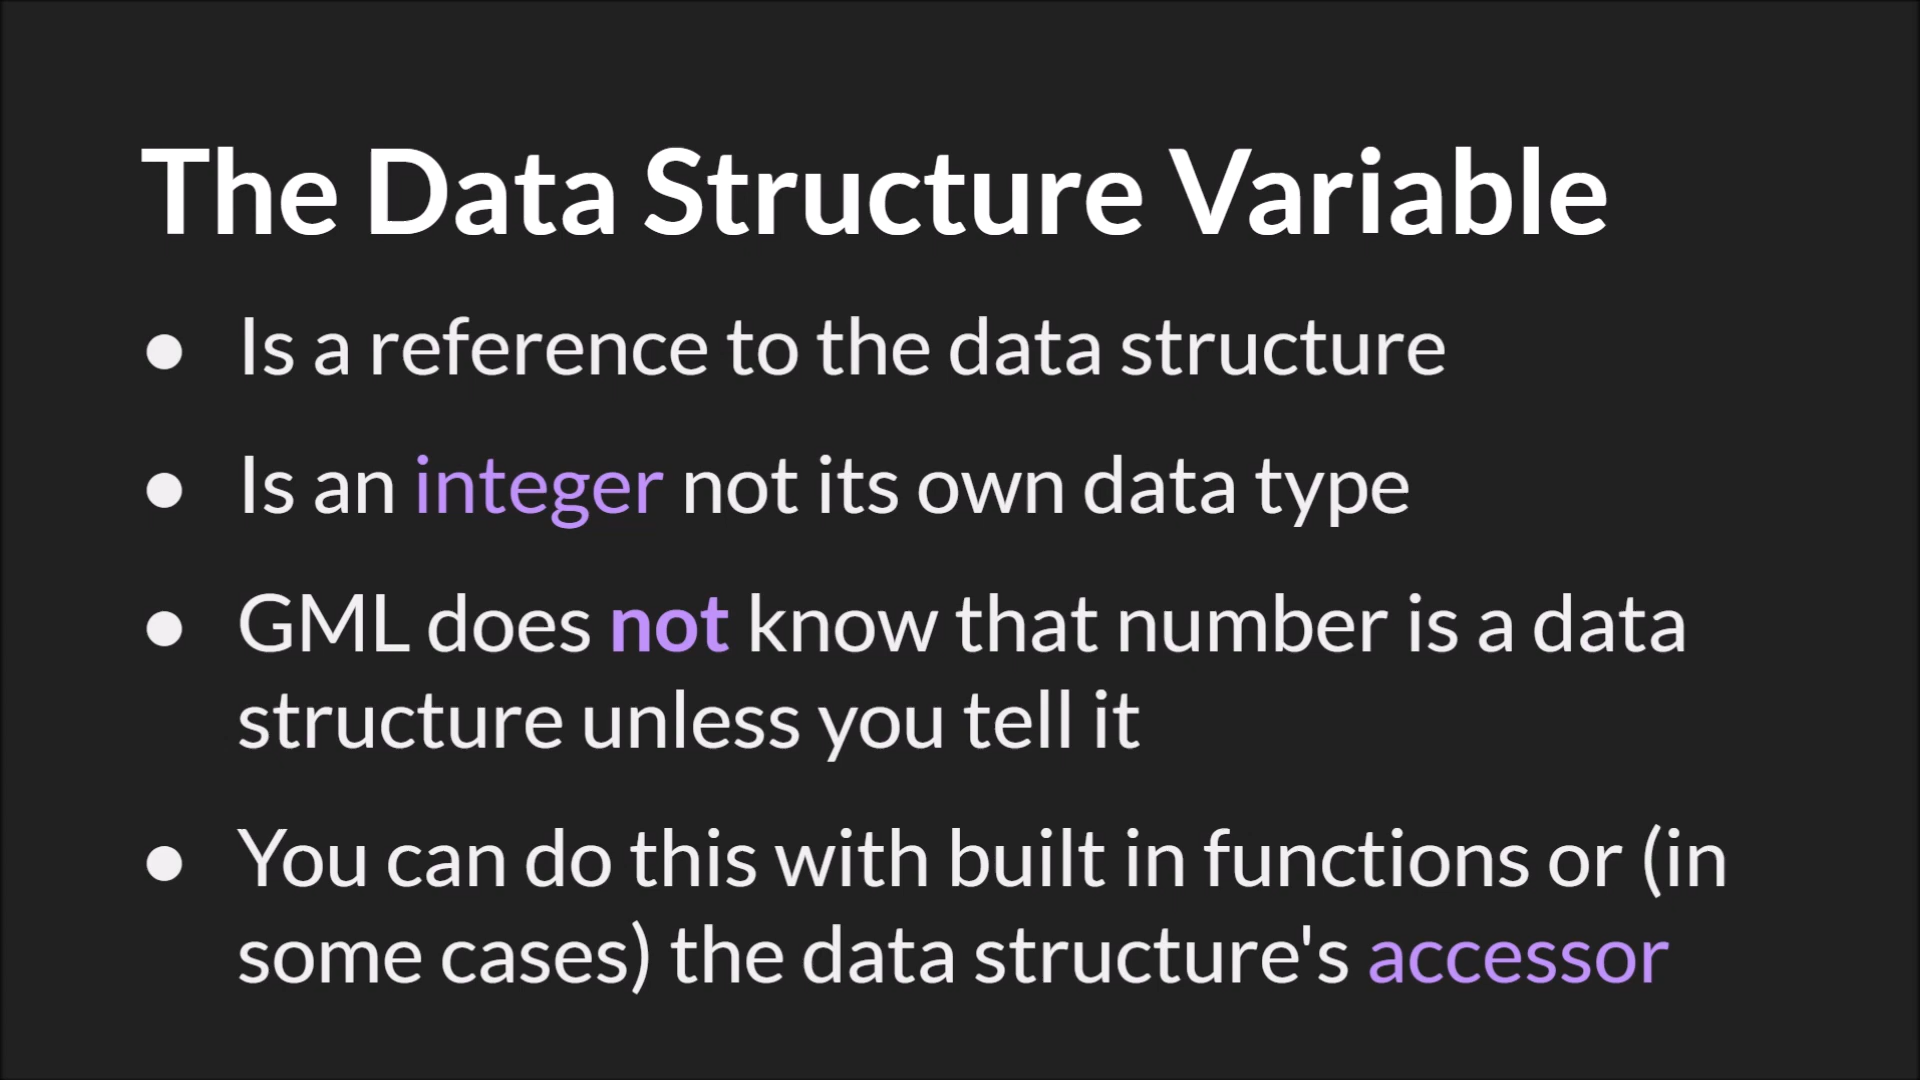 The Data Structure Variable
● Is a reference to the data structure
● Is an integer not its own data type
● GML does not know that number is a data
structure unless you tell it
● You can do this with built in functions or (in
some cases) the data structure's accessor